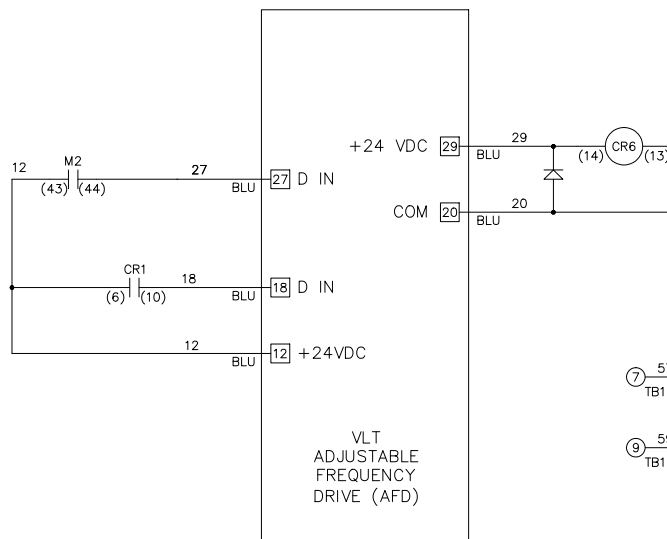 +24 VDC 29 29
BLU
(14) CR6 (13)
12 M2 27
(43) (44) BLU 27 D IN
COM 20 20
BLU
CR1 18
(6) (10) BLU 18 D IN
12
BLU 12 +24VDC
7
TB1
9
TB1
VLT
ADJUSTABLE
FREQUENCY
DRIVE (AFD)